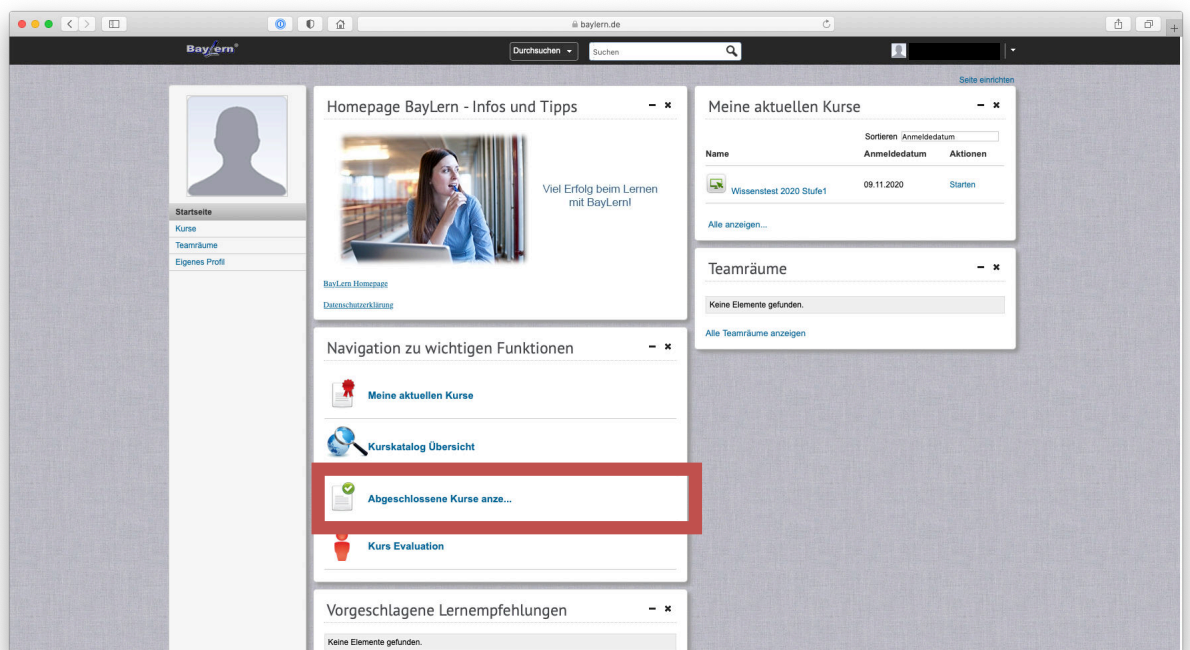 baylern.de
BayLern®
Durchsuchen
Suchen
Seite einrichten
Startseite
Kurse
Teamräume
Eigenes Profil
Homepage BayLern - Infos und Tipps
Viel Erfolg beim Lernen
mit BayLern!
BayLern Homepage
Datenschutzerklärung
Navigation zu wichtigen Funktionen
Meine aktuellen Kurse
Kurskatalog Übersicht
Abgeschlossene Kurse anze...
Kurs Evaluation
Vorgeschlagene Lernempfehlungen
Keine Elemente gefunden.
Meine aktuellen Kurse
Sortieren Anmeldedatum
Name Anmeldedatum Aktionen
Wissenstest 2020 Stufe1 09.11.2020 Starten
Alle anzeigen...
Teamräume
Keine Elemente gefunden.
Alle Teamräume anzeigen